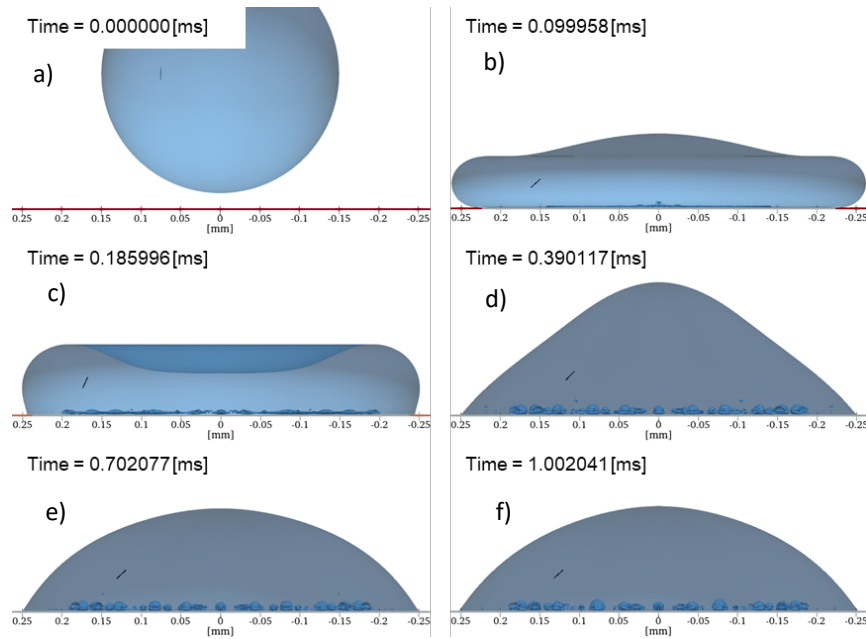 Time = 0.000000[ms]
a)
0.25 0.2 0.15 0.1 0.05 0 -0.05 -0.1 -0.15 -0.2 -0.25
[mm]
Time = 0.099958[ms]
b)
0.25 0.2 0.15 0.1 0.05 0 -0.05 -0.1 -0.15 -0.2 -0.25
[mm]
Time = 0.185996[ms]
c)
0.25 0.2 0.15 0.1 0.05 0 -0.05 -0.1 -0.15 -0.2 -0.25
[mm]
Time = 0.390117[ms]
d)
0.25 0.2 0.15 0.1 0.05 0 -0.05 -0.1 -0.15 -0.2 -0.25
[mm]
Time = 0.702077[ms]
e)
0.25 0.2 0.15 0.1 0.05 0 -0.05 -0.1 -0.15 -0.2 -0.25
[mm]
Time = 1.002041[ms]
f)
0.25 0.2 0.15 0.1 0.05 0 -0.05 -0.1 -0.15 -0.2 -0.25
[mm]